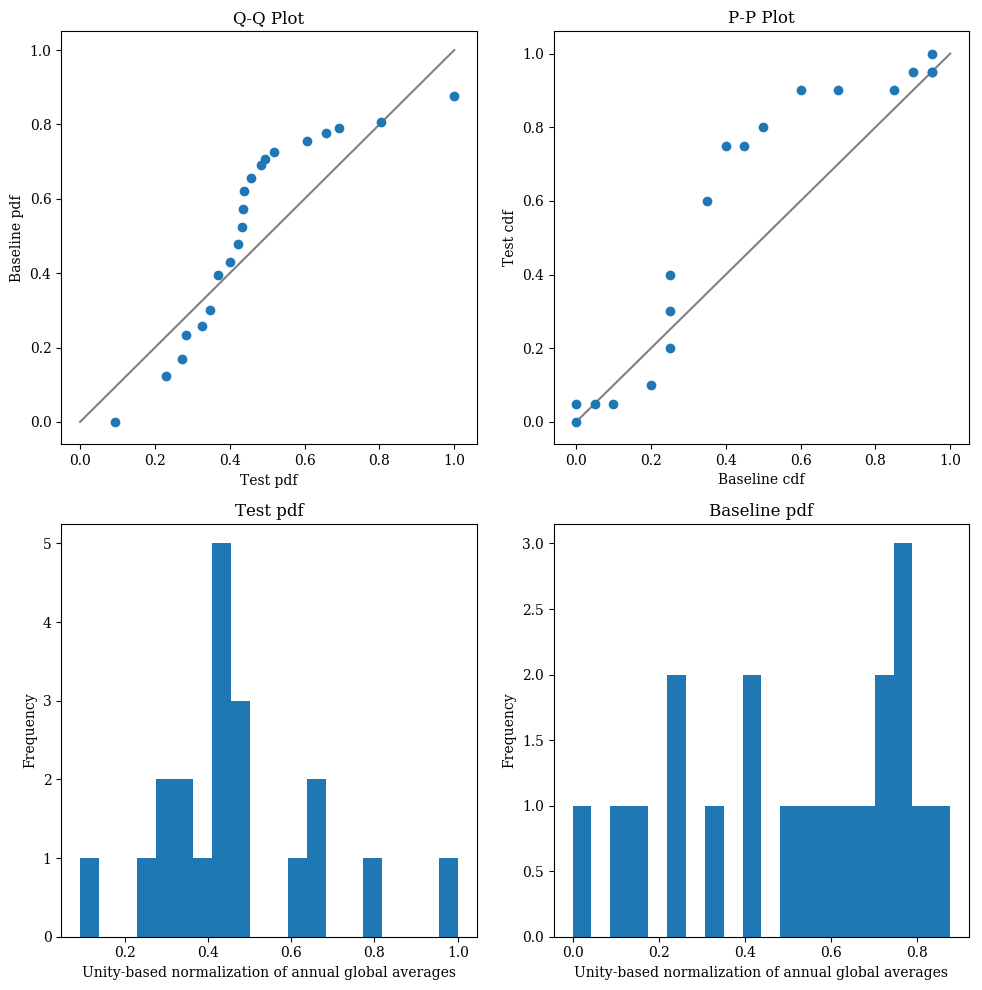 Q-Q Plot
1.0
0.8
0.6
0.4
0.2
0.0
Baseline pdf
0.0 0.2 0.4 0.6 0.8 1.0
Test pdf
P-P Plot
1.0
0.8
0.6
0.4
0.2
0.0
Test cdf
0.0 0.2 0.4 0.6 0.8 1.0
Baseline cdf
Test pdf
5
4
3
2
1
0
Frequency
0.2 0.4 0.6 0.8 1.0
Unity-based normalization of annual global averages
Baseline pdf
3.0
2.5
2.0
1.5
1.0
0.5
0.0
Frequency
0.0 0.2 0.4 0.6 0.8
Unity-based normalization of annual global averages